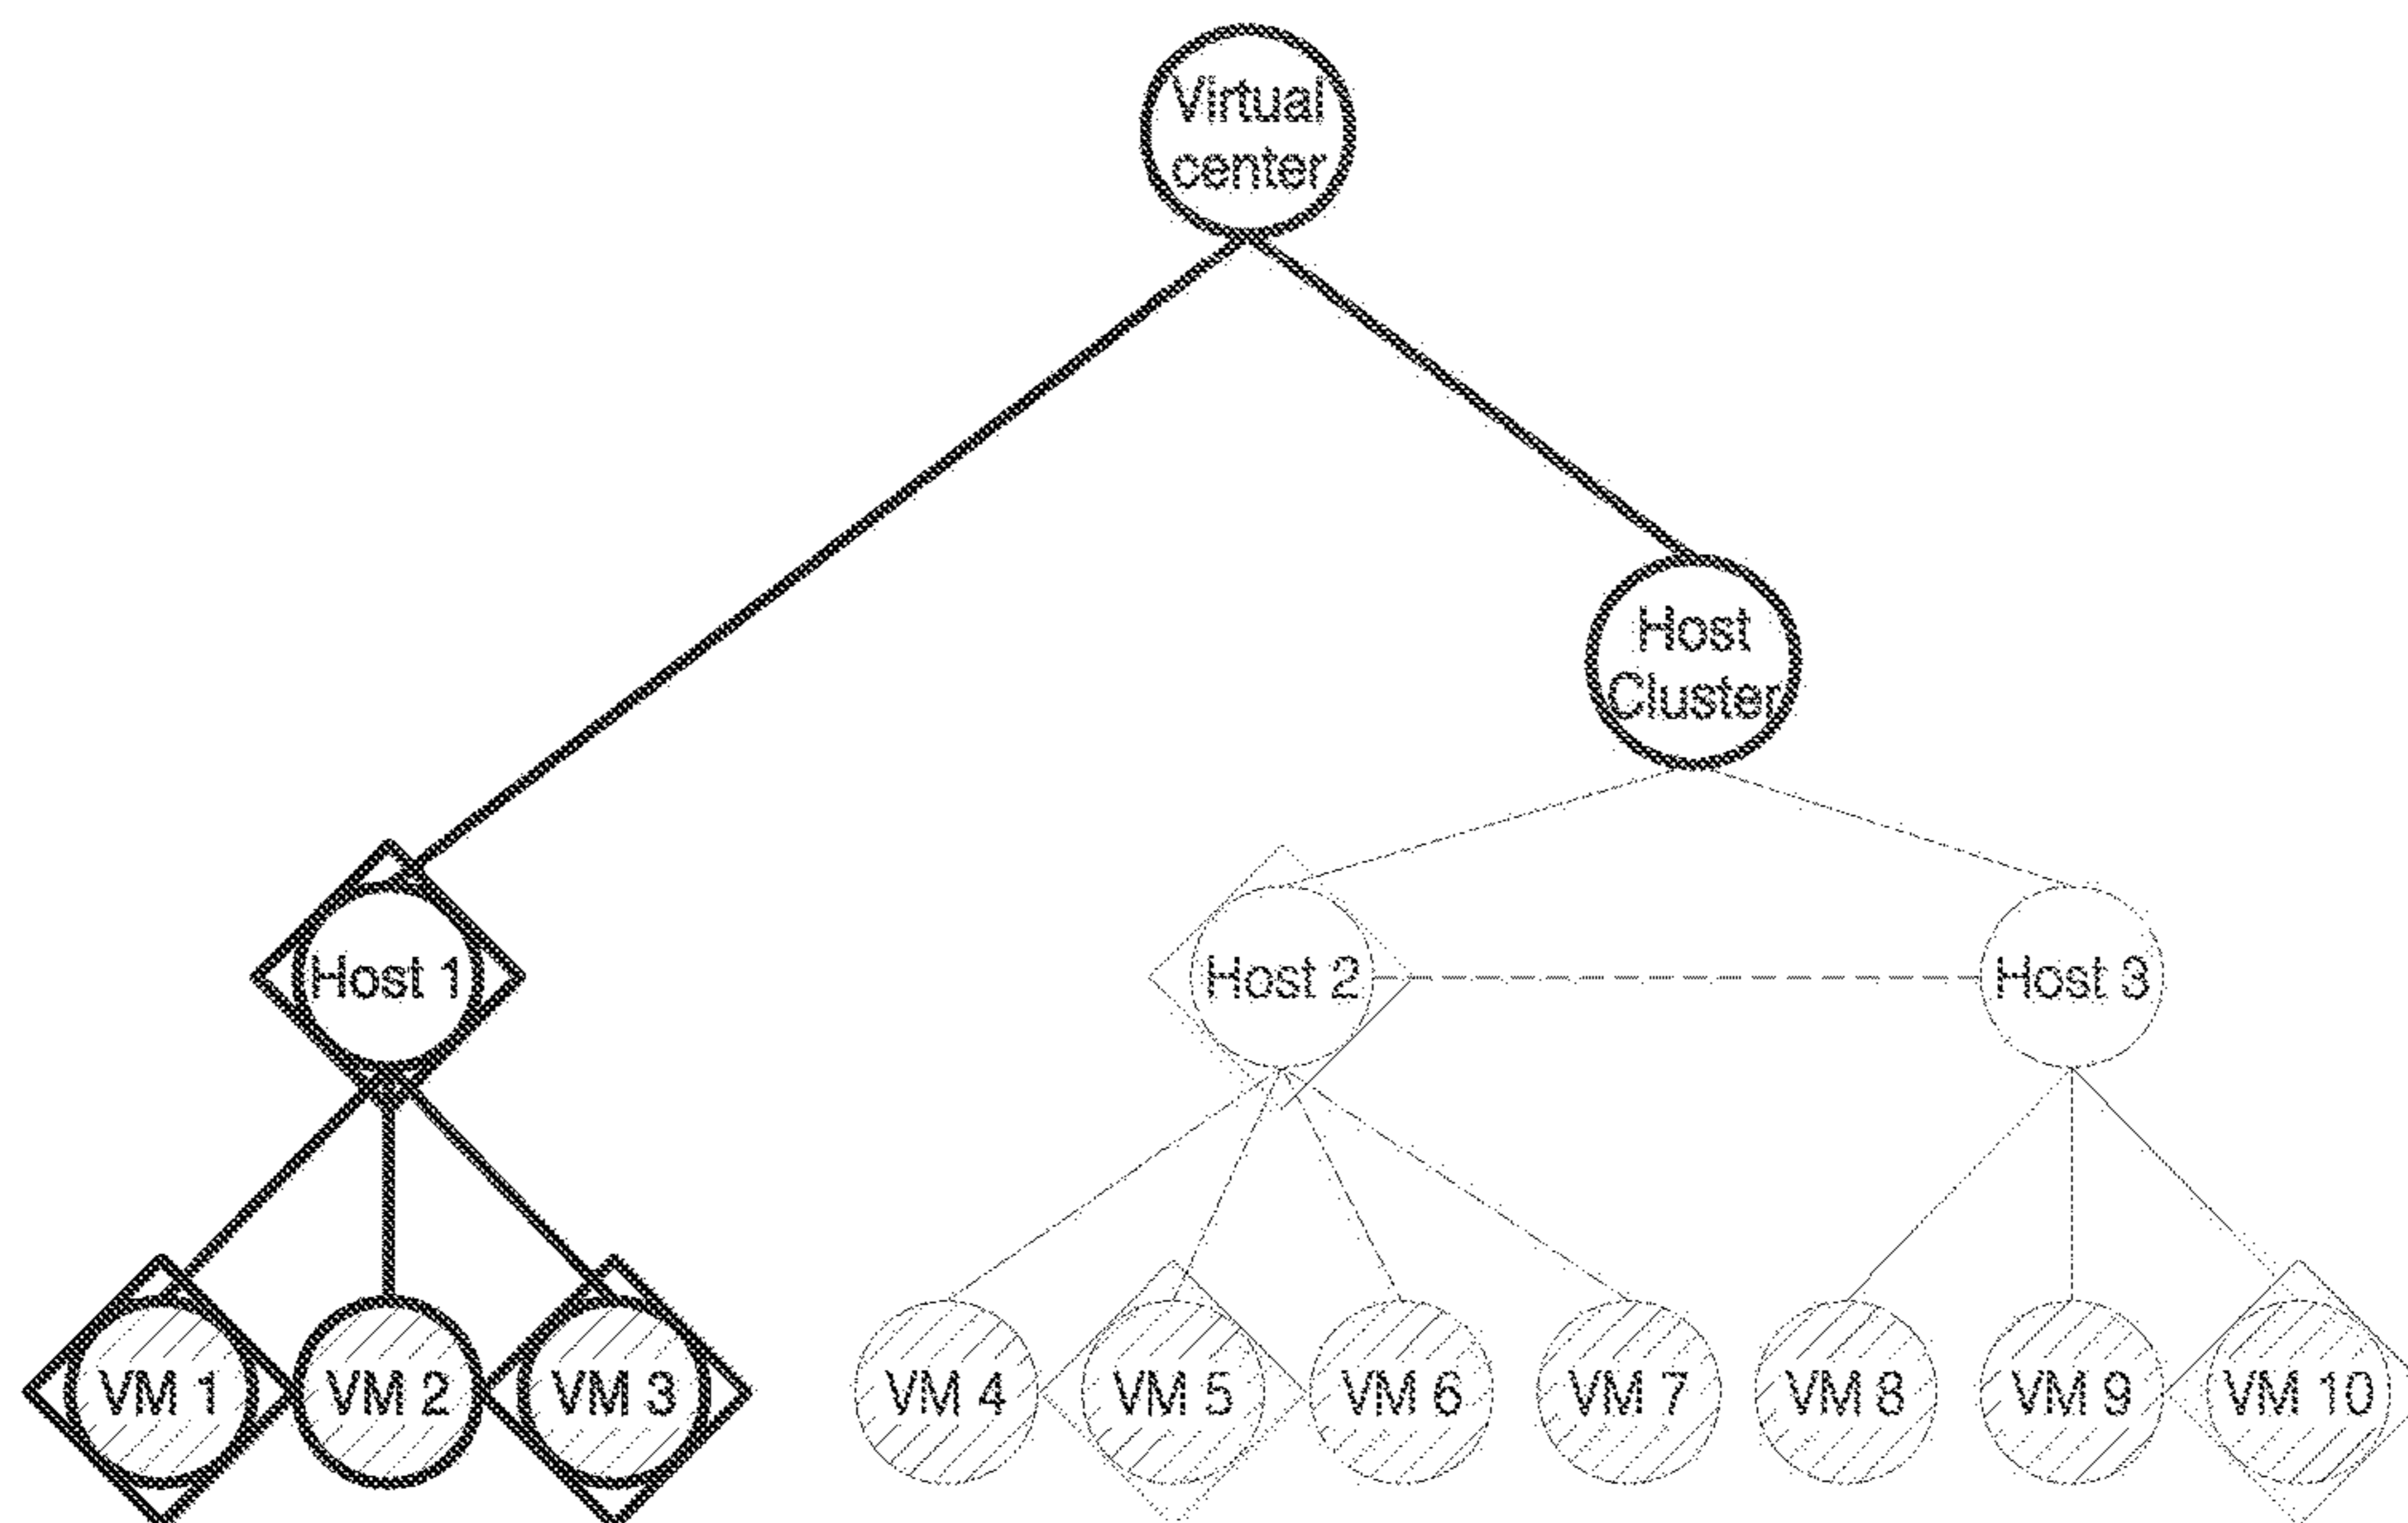 Virtual
center
Host
Cluster
Host 1
Host 2
Host 3
VM 1
VM 2
VM 3
VM 4
VM 5
VM 6
VM 7
VM 8
VM 9
VM 10